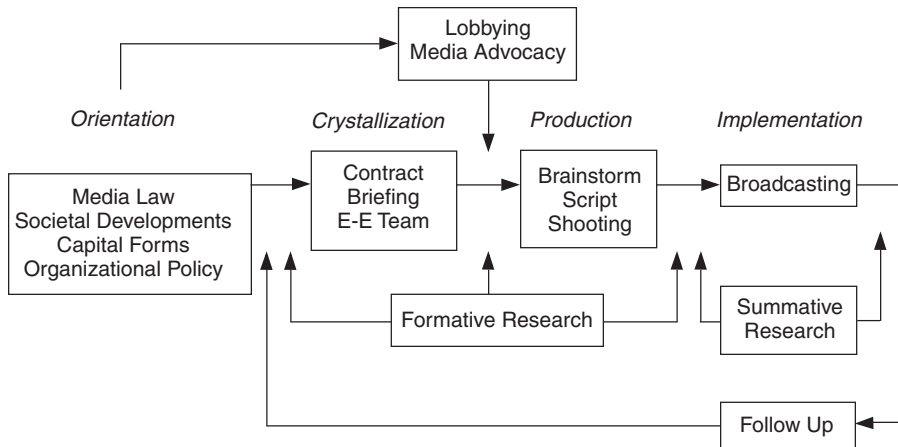 Lobbying
Media Advocacy
Orientation
Crystallization
Production
Implementation
Media Law
Societal Developments
Capital Forms
Organizational Policy
Contract
Briefing
E-E Team
Brainstorm
Script
Shooting
Broadcasting
Formative Research
Summative
Research
Follow Up